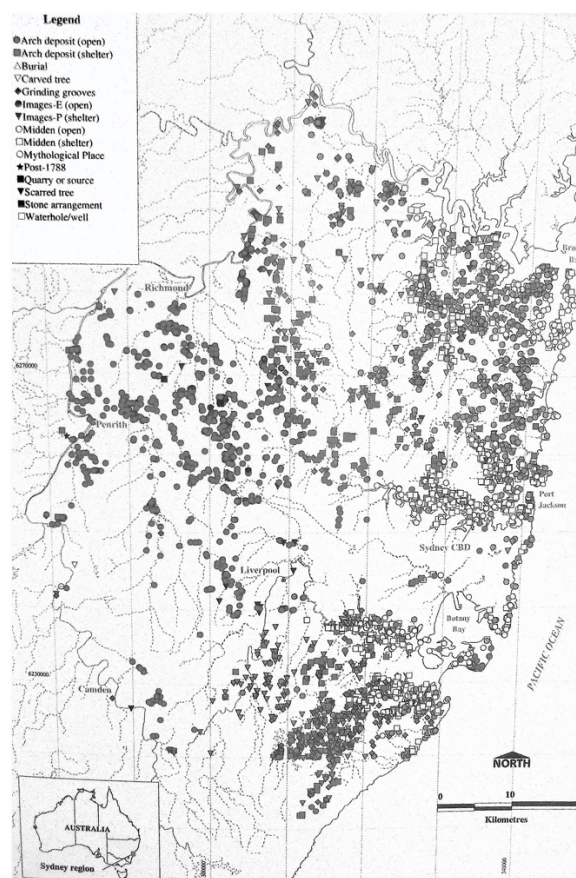 Legend
Arch deposit (open)
Arch deposit (shelter)
Burial
Carved tree
Grinding grooves
Images-E (open)
Images-P (shelter)
Midden (open)
Midden (shelter)
Mythological Place
Post-1788
Quarry or source
Scarred tree
Stone arrangement
Waterhole/well
Richmond
6270000
Penrith
Port
Jackson
Sydney CBD
Liverpool
Botany
Bay
PACIFIC OCEAN
6230000
Camden
NORTH
0 10
Kilometres
AUSTRALIA
Sydney region